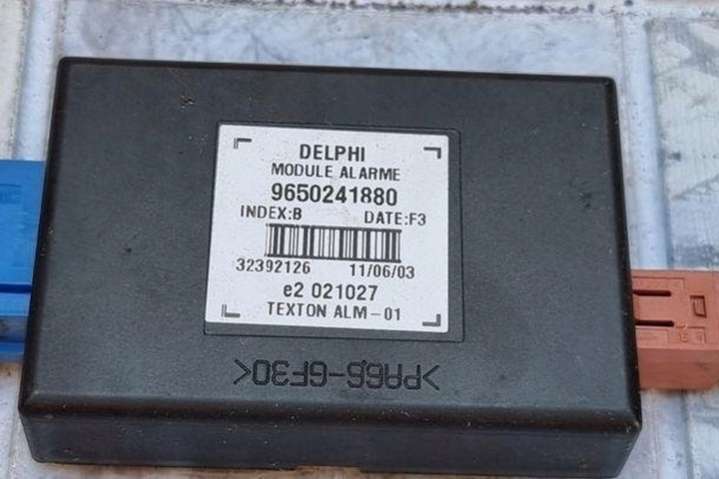 DELPHI
MODULE ALARME
9650241880
INDEX:B DATE:F3
32392126 11/06/03
e2 021027
TEXTON ALM-01
>PA66-GF30<